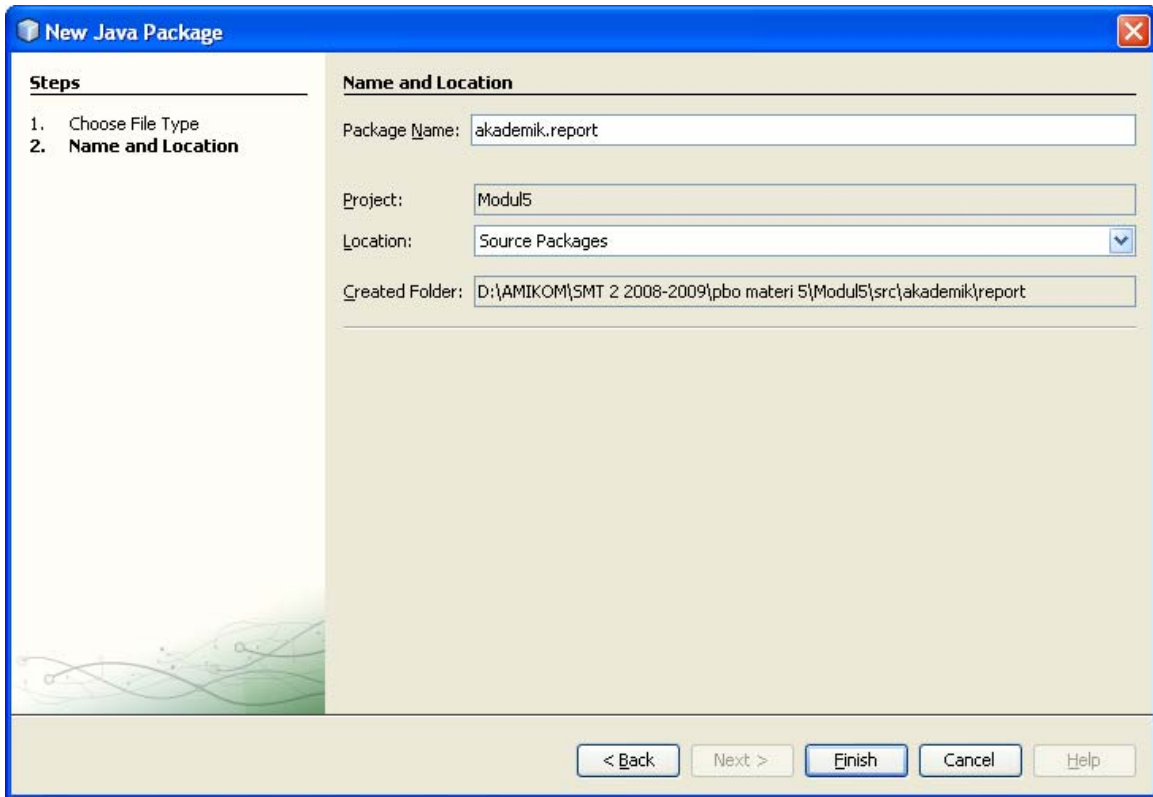 New Java Package
Steps
1. Choose File Type
2. Name and Location
Name and Location
Package Name: akademik.report
Project: Modul5
Location: Source Packages
Created Folder: D:\AMIKOM\SMT 2 2008-2009\pbo materi 5\Modul5\src\akademik\report
< Back Next > Finish Cancel Help